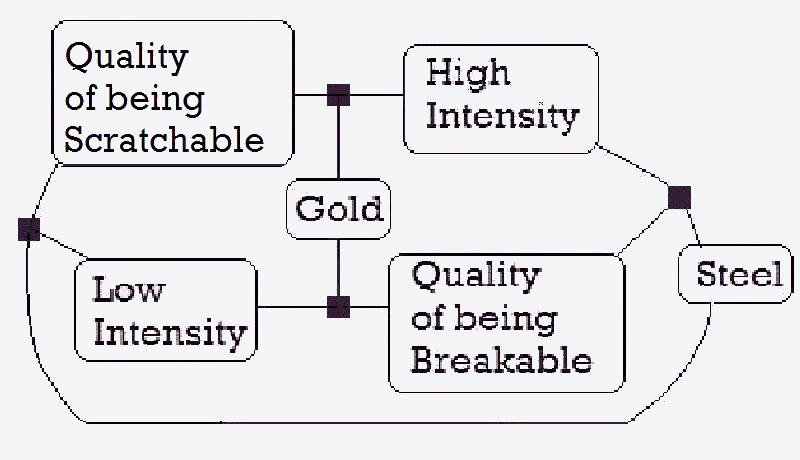 Quality
of being
Scratchable
High
Intensity
Gold
Low
Intensity
Quality
of being
Breakable
Steel